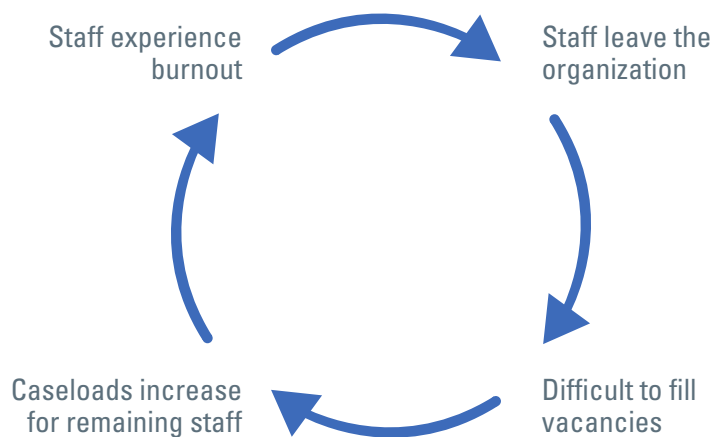 Staff experience
burnout
Staff leave the
organization
Difficult to fill
vacancies
Caseloads increase
for remaining staff